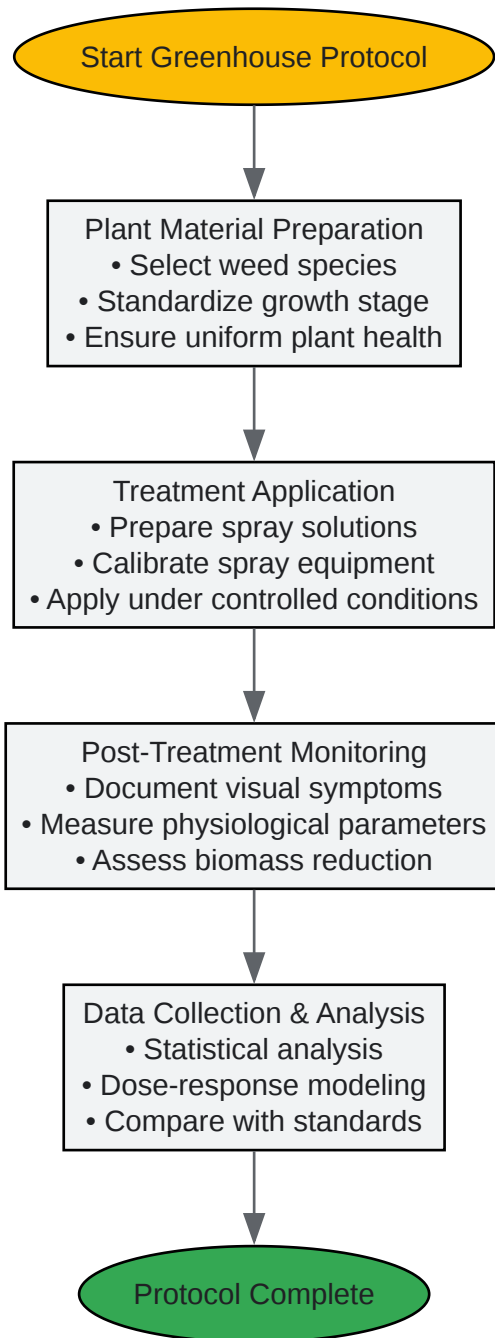 Start Greenhouse Protocol
Plant Material Preparation
• Select weed species
• Standardize growth stage
• Ensure uniform plant health
Treatment Application
• Prepare spray solutions
• Calibrate spray equipment
• Apply under controlled conditions
Post-Treatment Monitoring
• Document visual symptoms
• Measure physiological parameters
• Assess biomass reduction
Data Collection & Analysis
• Statistical analysis
• Dose-response modeling
• Compare with standards
Protocol Complete